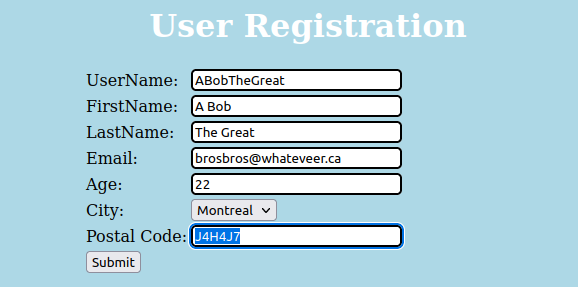 User Registration
UserName: ABobTheGreat
FirstName: A Bob
LastName: The Great
Email: brosbros@whateveer.ca
Age: 22
City: Montreal
Postal Code: J4H4J7
Submit